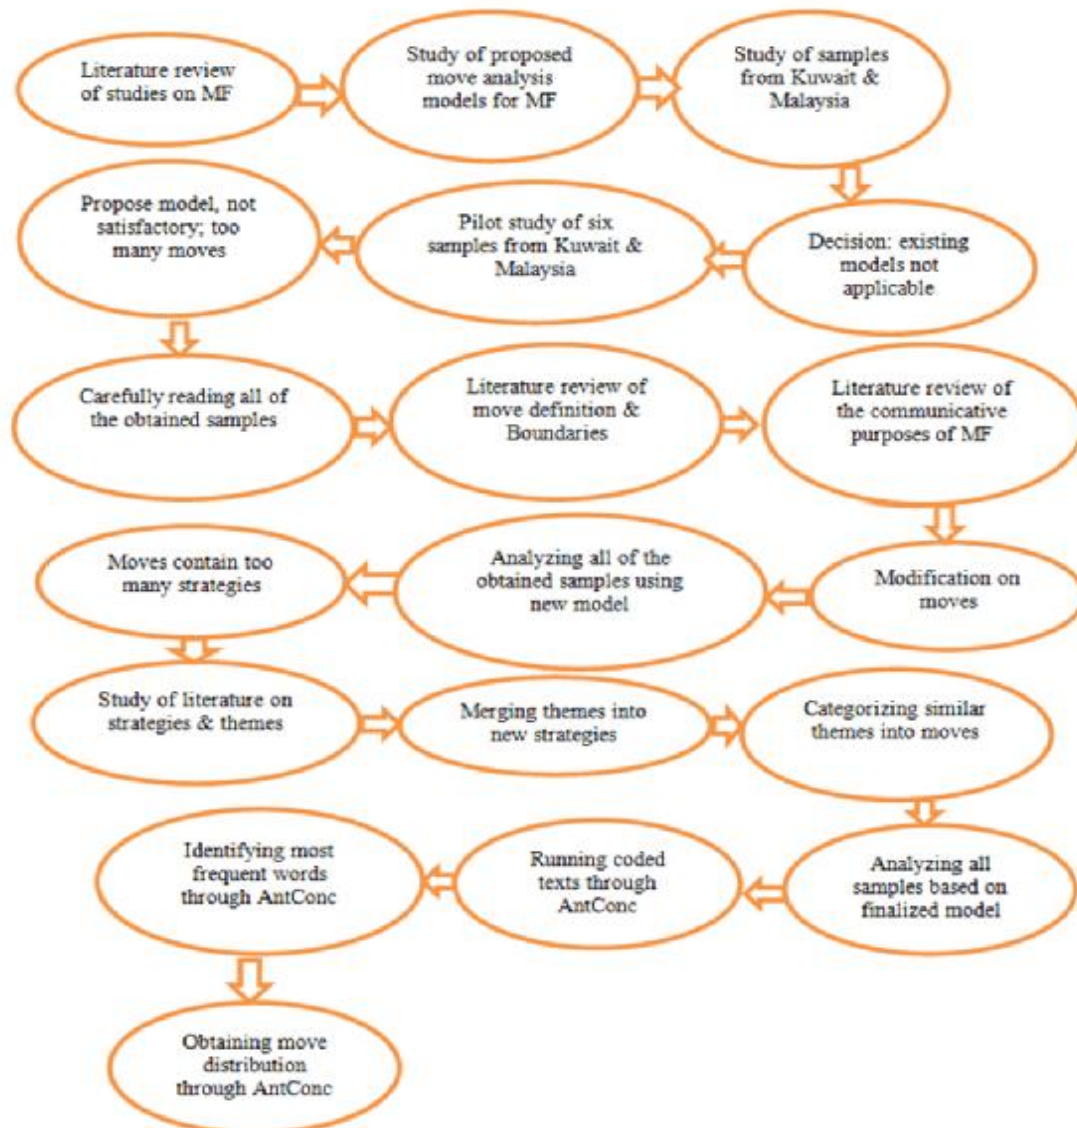 Literature review
of studies on MF
Study of proposed
move analysis
models for MF
Study of samples
from Kuwait &
Malaysia
Decision: existing
models not
applicable
Pilot study of six
samples from Kuwait &
Malaysia
Propose model, not
satisfactory; too
many moves
Carefully reading all of
the obtained samples
Literature review of
move definition &
Boundaries
Literature review of
the communicative
purposes of MF
Modification on
moves
Analyzing all of the
obtained samples using
new model
Moves contain too
many strategies
Study of literature on
strategies & themes
Merging themes into
new strategies
Categorizing similar
themes into moves
Analyzing all
samples based on
finalized model
Running coded
texts through
AntConc
Identifying most
frequent words
through AntConc
Obtaining move
distribution
through AntConc